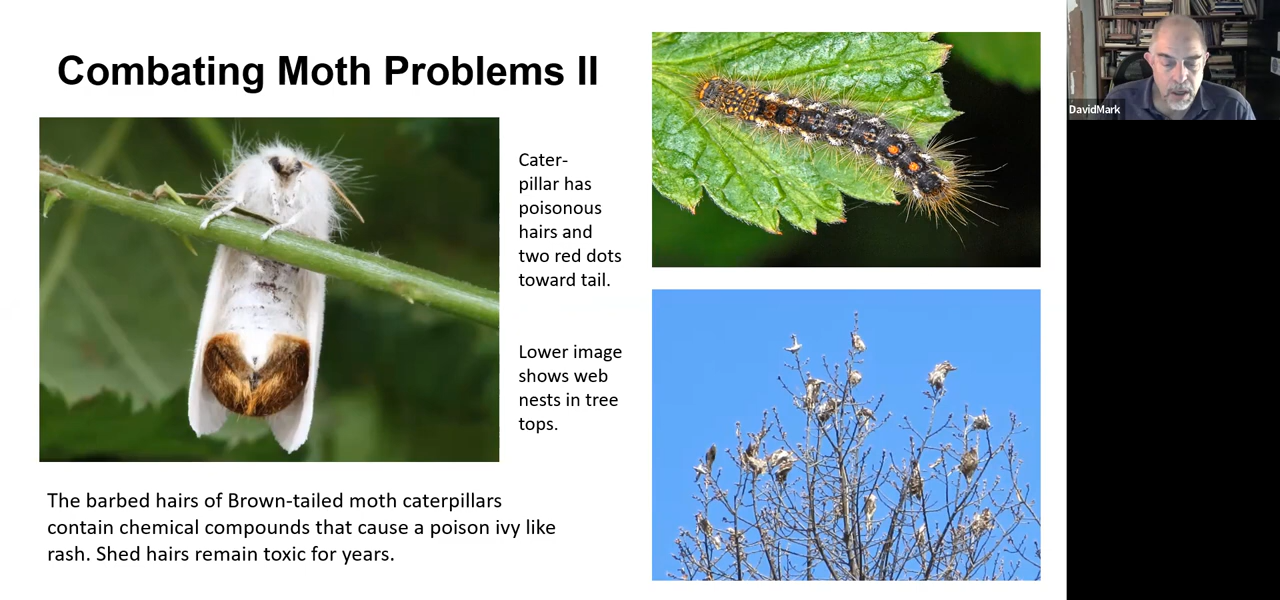 Combating Moth Problems II
Cater-
pillar has
poisonous
hairs and
two red dots
toward tail.
Lower image
shows web
nests in tree
tops.
The barbed hairs of Brown-tailed moth caterpillars
contain chemical compounds that cause a poison ivy like
rash. Shed hairs remain toxic for years.
DavidMark